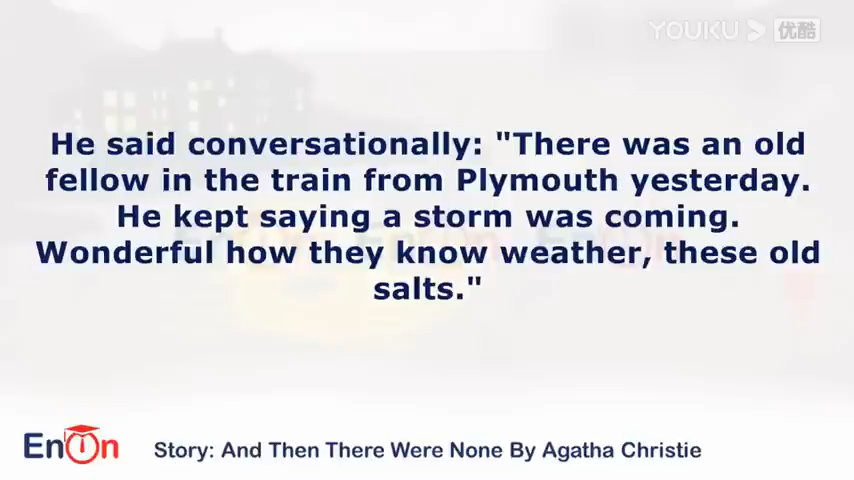 YOUKU 优酷
He said conversationally: "There was an old
fellow in the train from Plymouth yesterday.
He kept saying a storm was coming.
Wonderful how they know weather, these old
salts."
EnOn
Story: And Then There Were None By Agatha Christie